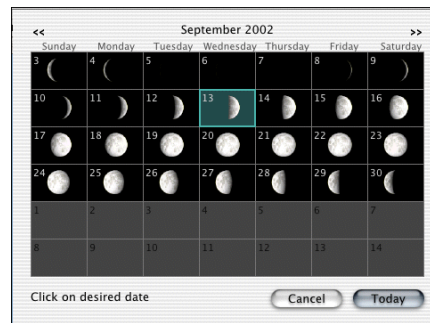 << September 2002 >>
Sunday Monday Tuesday Wednesday Thursday Friday Saturday
3 4 5 6 7 8 9
10 11 12 13 14 15 16
17 18 19 20 21 22 23
24 25 26 27 28 29 30
1 2 3 4 5 6 7
8 9 10 11 12 13 14
Click on desired date Cancel Today